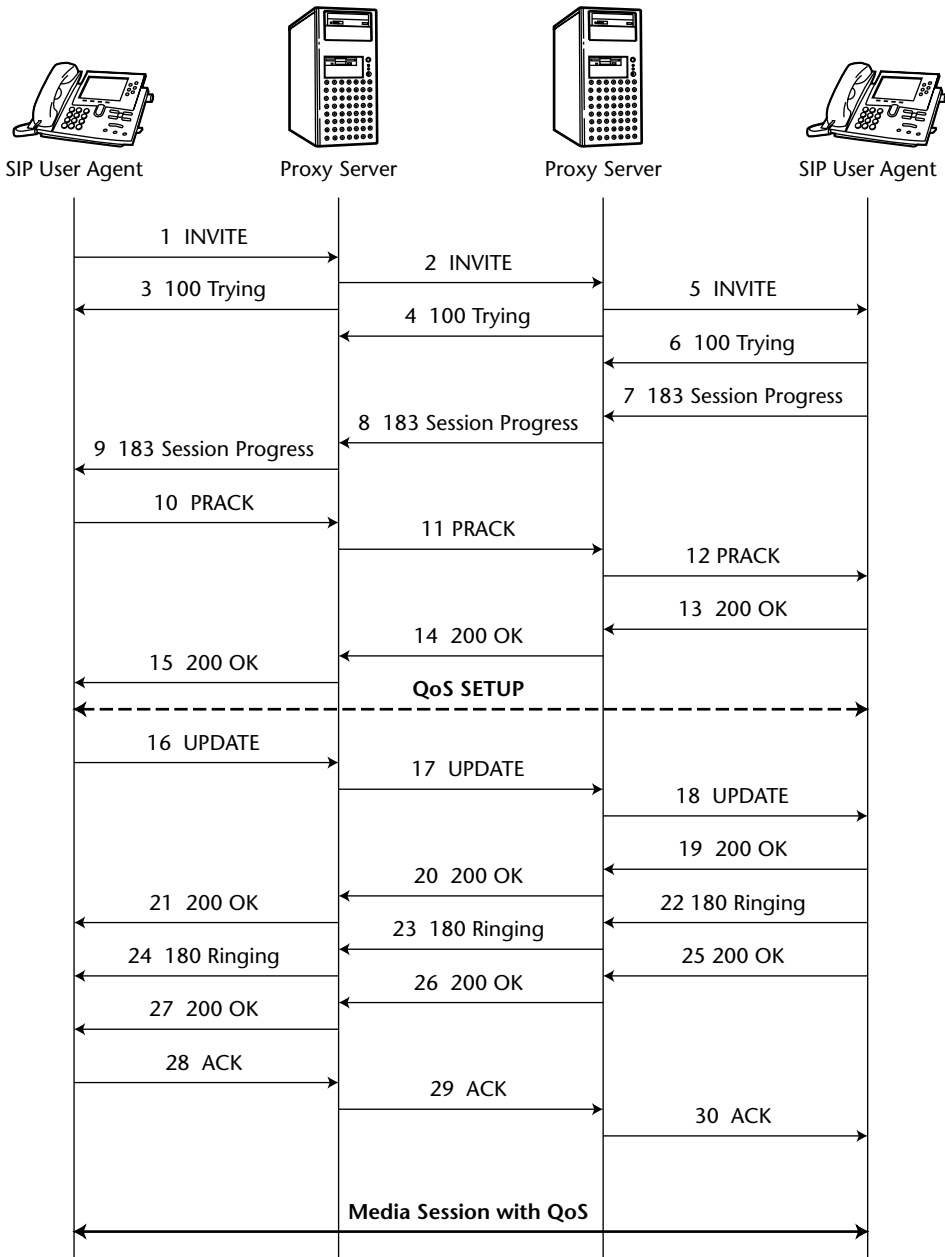 SIP User Agent
Proxy Server
Proxy Server
SIP User Agent
1 INVITE
2 INVITE
3 100 Trying
5 INVITE
4 100 Trying
6 100 Trying
7 183 Session Progress
8 183 Session Progress
9 183 Session Progress
10 PRACK
11 PRACK
12 PRACK
13 200 OK
14 200 OK
15 200 OK
QoS SETUP
16 UPDATE
17 UPDATE
18 UPDATE
19 200 OK
20 200 OK
21 200 OK
22 180 Ringing
23 180 Ringing
24 180 Ringing
25 200 OK
26 200 OK
27 200 OK
28 ACK
29 ACK
30 ACK
Media Session with QoS